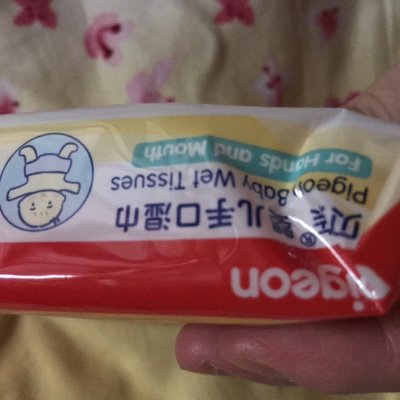 pigeon
贝亲®婴儿手口湿巾
Pigeon Baby Wet Tissues
For Hands and Mouth